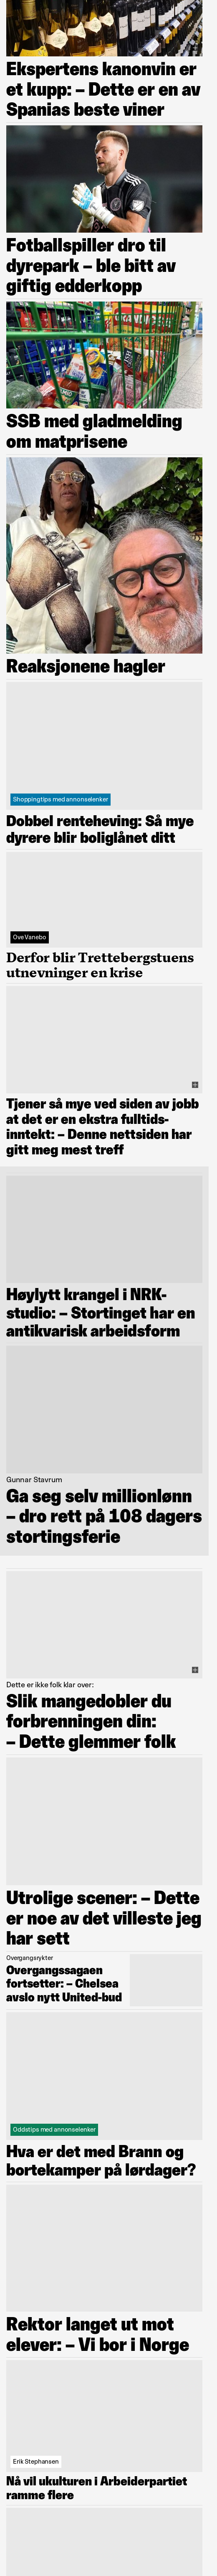 Ekspertens kanonvin er
et kupp: – Dette er en av
Spanias beste viner
Fotballspiller dro til
dyrepark – ble bitt av
giftig edderkopp
SSB med gladmelding
om matprisene
Reaksjonene hagler
Shoppingtips med annonselenker
Dobbel renteheving: Så mye
dyrere blir boliglånet ditt
Ove Vanebo
Derfor blir Trettebergstuens
utnevninger en krise
Tjener så mye ved siden av jobb
at det er en ekstra fulltids-
inntekt: – Denne nettsiden har
gitt meg mest treff
Høylytt krangel i NRK-
studio: – Stortinget har en
antikvarisk arbeidsform
Gunnar Stavrum
Ga seg selv millionlønn
– dro rett på 108 dagers
stortingsferie
Dette er ikke folk klar over:
Slik mangedobler du
forbrenningen din:
– Dette glemmer folk
Utrolige scener: – Dette
er noe av det villeste jeg
har sett
Overgangsrykter
Overgangssagaen
fortsetter: – Chelsea
avslo nytt United-bud
Oddstips med annonselenker
Hva er det med Brann og
bortekamper på lørdager?
Rektor langet ut mot
elever: – Vi bor i Norge
Erik Stephansen
Nå vil ukulturen i Arbeiderpartiet
ramme flere